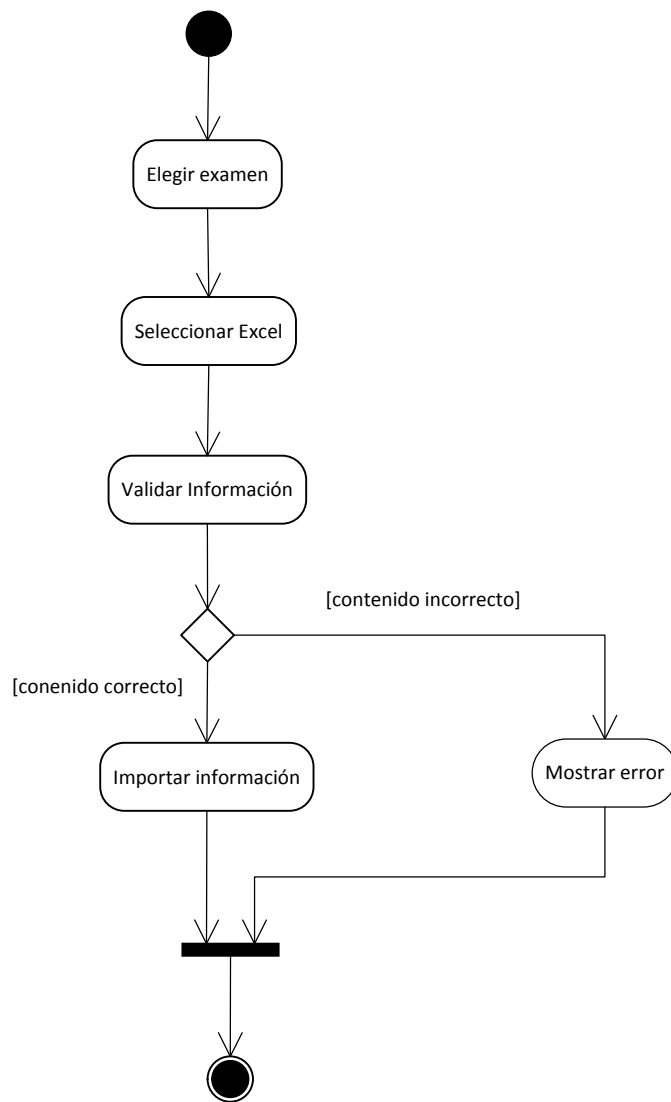 Elegir examen
Seleccionar Excel
Validar Información
[contenido incorrecto]
[conenido correcto]
Importar información
Mostrar error